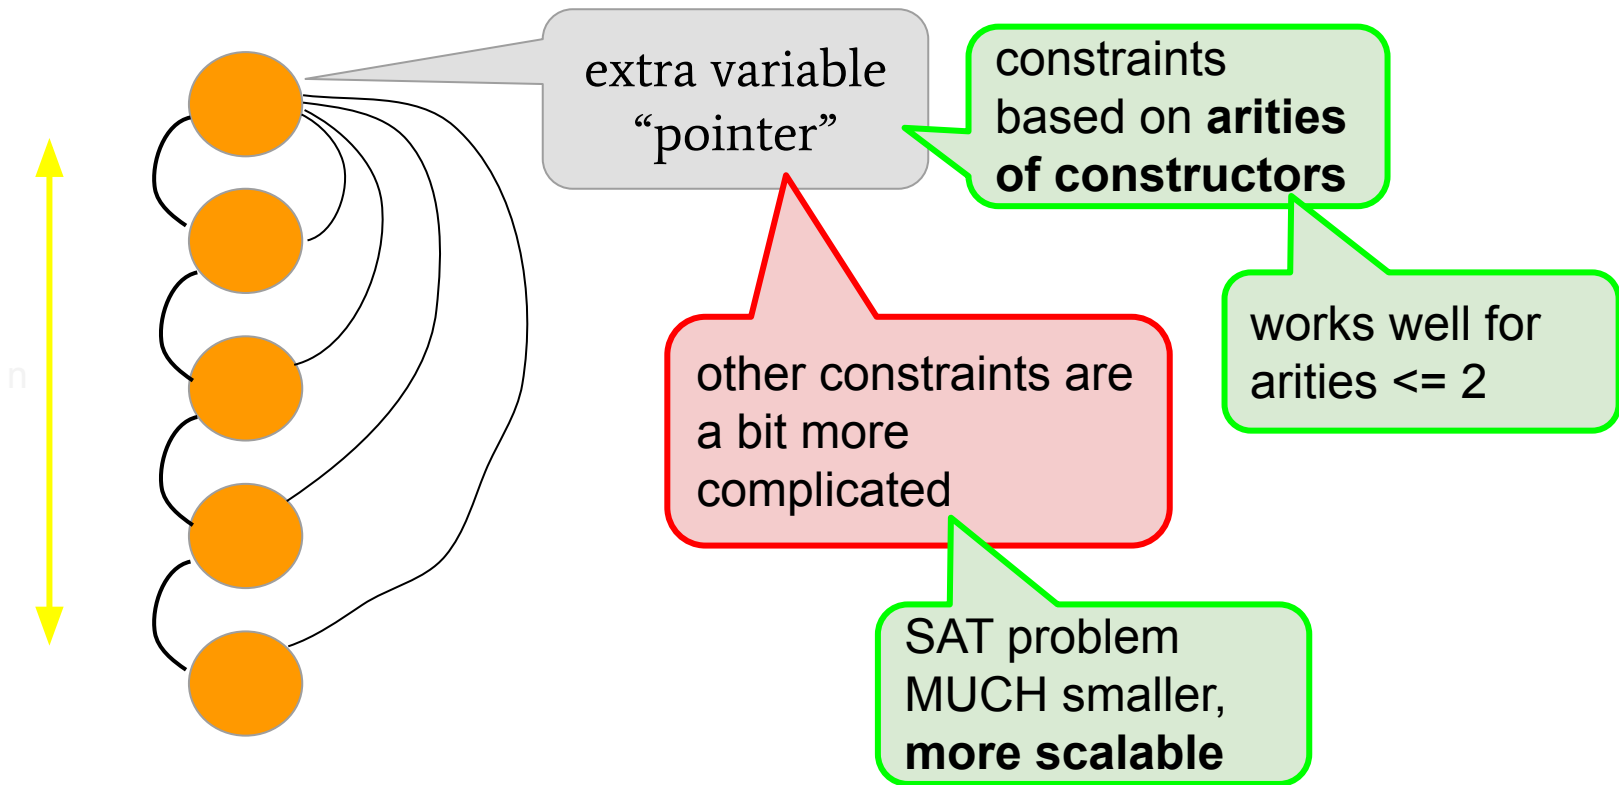 extra variable
“pointer”
constraints
based on arities
of constructors
works well for
arities <= 2
other constraints are
a bit more
complicated
SAT problem
MUCH smaller,
more scalable
n